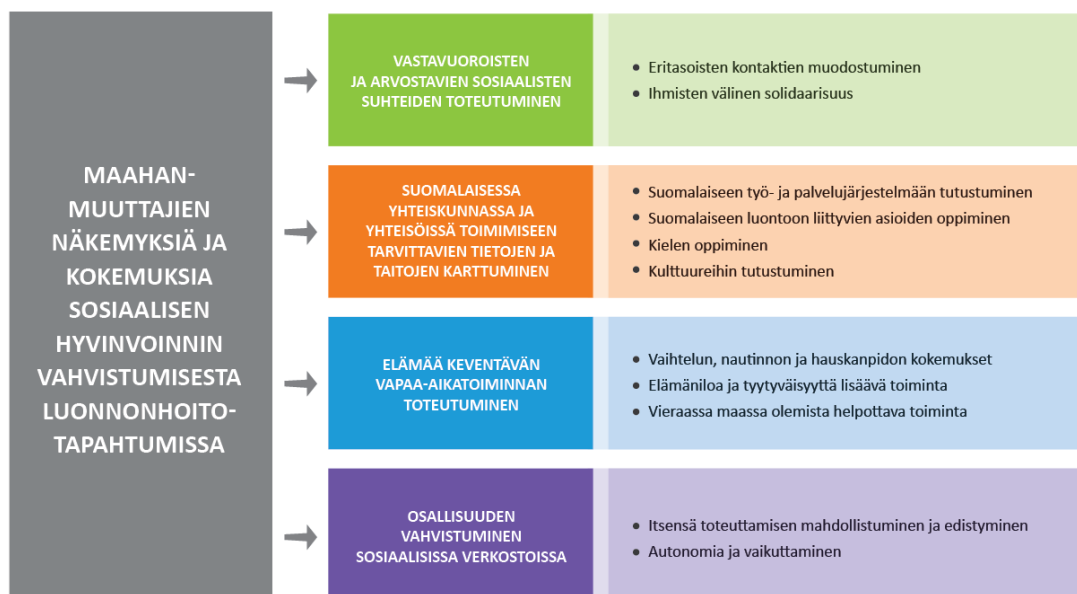 MAAHAN-
MUUTTAJIEN
NÄKEMYKSIÄ JA
KOKEMUKSIA
SOSIAALISEN
HYVINVOINNIN
VAHVISTUMISESTA
LUONNONHOITO-
TAPAHTUMISSA
VASTAVUOROISTEN
JA ARVOSTAVIEN SOSIAALISTEN
SUHTEIDEN TOTEUTUMINEN
• Eritasoisten kontaktien muodostuminen
• Ihmisten välinen solidaarisuus
SUOMALAISESSA
YHTEISKUNNASSA JA
YHTEISÖISSÄ TOIMIMISEEN
TARVITTAVIEN TIETOJEN JA
TAITOJEN KARTTUMINEN
• Suomalaiseen työ- ja palvelujärjestelmään tutustuminen
• Suomalaiseen luontoon liittyvien asioiden oppiminen
• Kielen oppiminen
• Kulttuureihin tutustuminen
ELÄMÄÄ KEVENTÄVÄN
VAPAA-AIKATOIMINNAN
TOTEUTUMINEN
• Vaihtelun, nautinnon ja hauskanpidon kokemukset
• Elämäniloa ja tyytyväisyyttä lisäävä toiminta
• Vieraassa maassa olemista helpottava toiminta
OSALLISUUDEN
VAHVISTUMINEN
SOSIAALISISSA VERKOSTOISSA
• Itsensä toteuttamisen mahdollistuminen ja edistyminen
• Autonomia ja vaikuttaminen